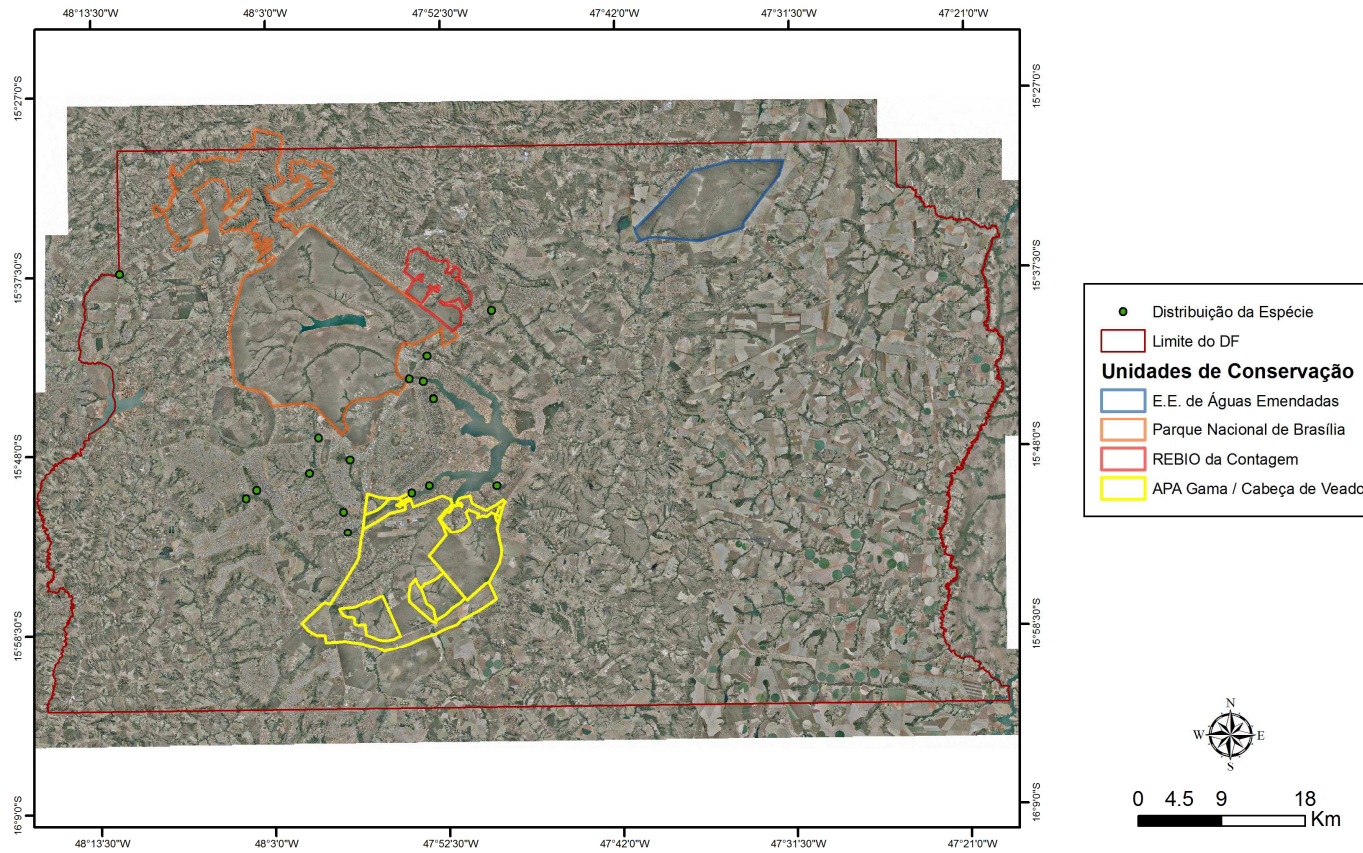 48°13'30"W 48°3'0"W 47°52'30"W 47°42'0"W 47°31'30"W 47°21'0"W
15°27'0"S 15°27'0"S
15°37'30"S 15°37'30"S
15°48'0"S 15°48'0"S
15°58'30"S 15°58'30"S
16°9'0"S 16°9'0"S
48°13'30"W 48°3'0"W 47°52'30"W 47°42'0"W 47°31'30"W 47°21'0"W
Distribuição da Espécie
Limite do DF
Unidades de Conservação
E.E. de Águas Emendadas
Parque Nacional de Brasília
REBIO da Contagem
APA Gama / Cabeça de Veado
N
W E
S
0 4.5 9 18
Km